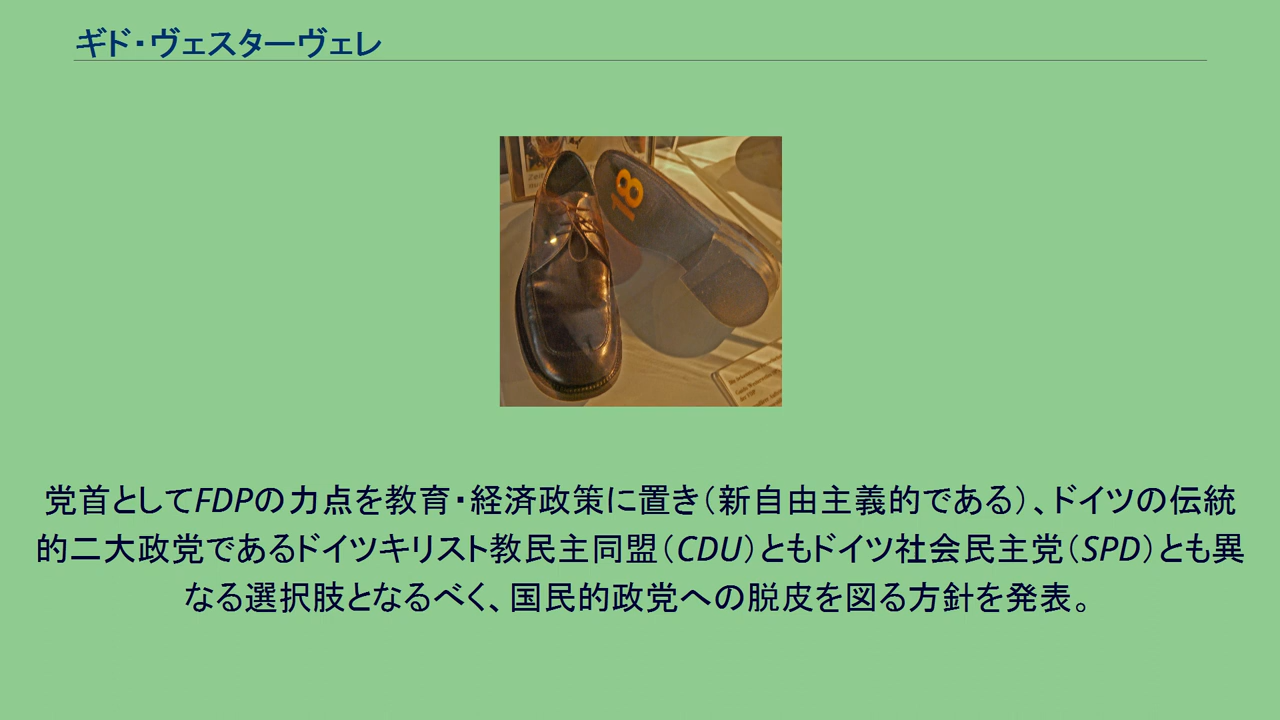 ギド・ヴェスターヴェレ
18
党首としてFDPの力点を教育・経済政策に置き（新自由主義的である）、ドイツの伝統
的二大政党であるドイツキリスト教民主同盟（CDU）ともドイツ社会民主党（SPD）とも異
なる選択肢となるべく、国民的政党への脱皮を図る方針を発表。